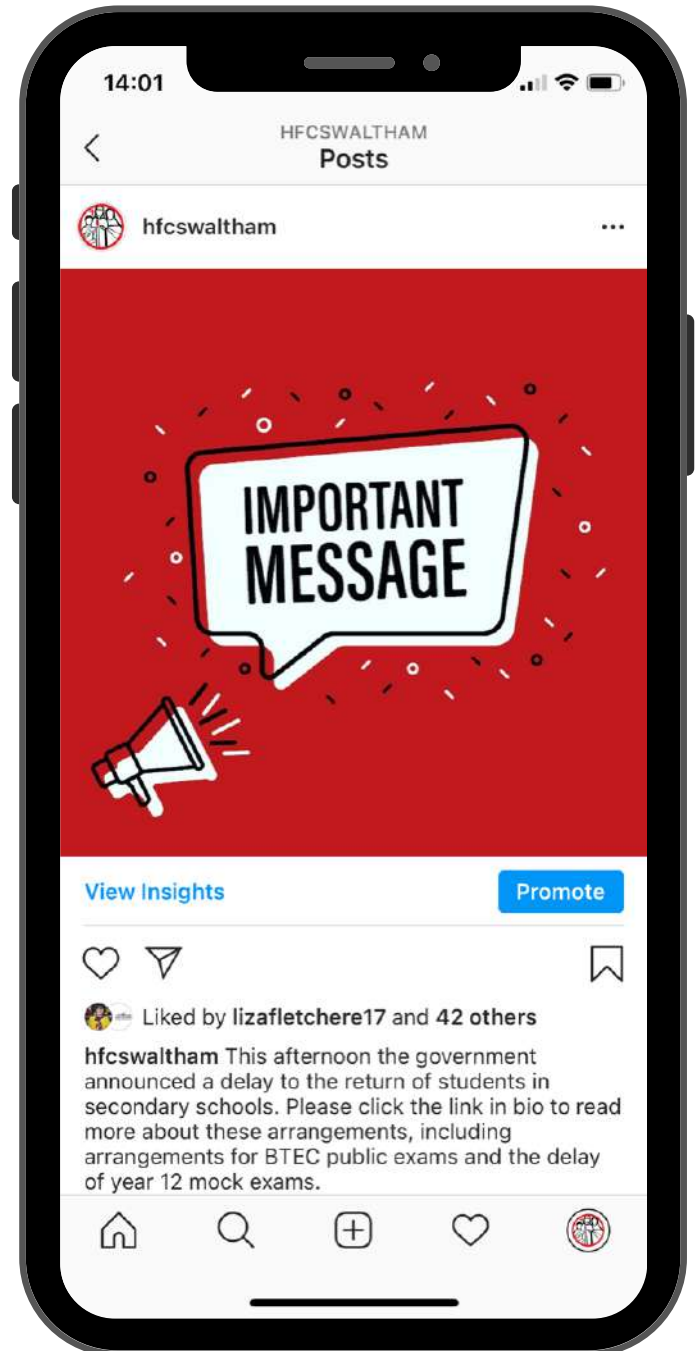 14:01
HFCSWALTHAM
Posts
hfcswaltham
IMPORTANT
MESSAGE
View Insights
Promote
Liked by lizafletchere17 and 42 others
hfcswaltham This afternoon the government
announced a delay to the return of students in
secondary schools. Please click the link in bio to read
more about these arrangements, including
arrangements for BTEC public exams and the delay
of year 12 mock exams.